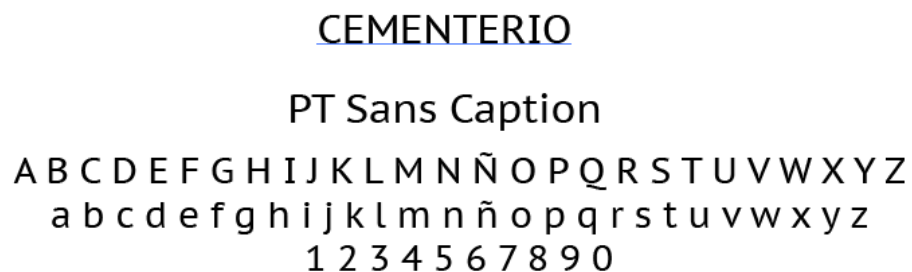 CEMENTERIO
PT Sans Caption
A B C D E F G H I J K L M N Ñ O P Q R S T U V W X Y Z
a b c d e f g h i j k l m n ñ o p q r s t u v w x y z
1 2 3 4 5 6 7 8 9 0